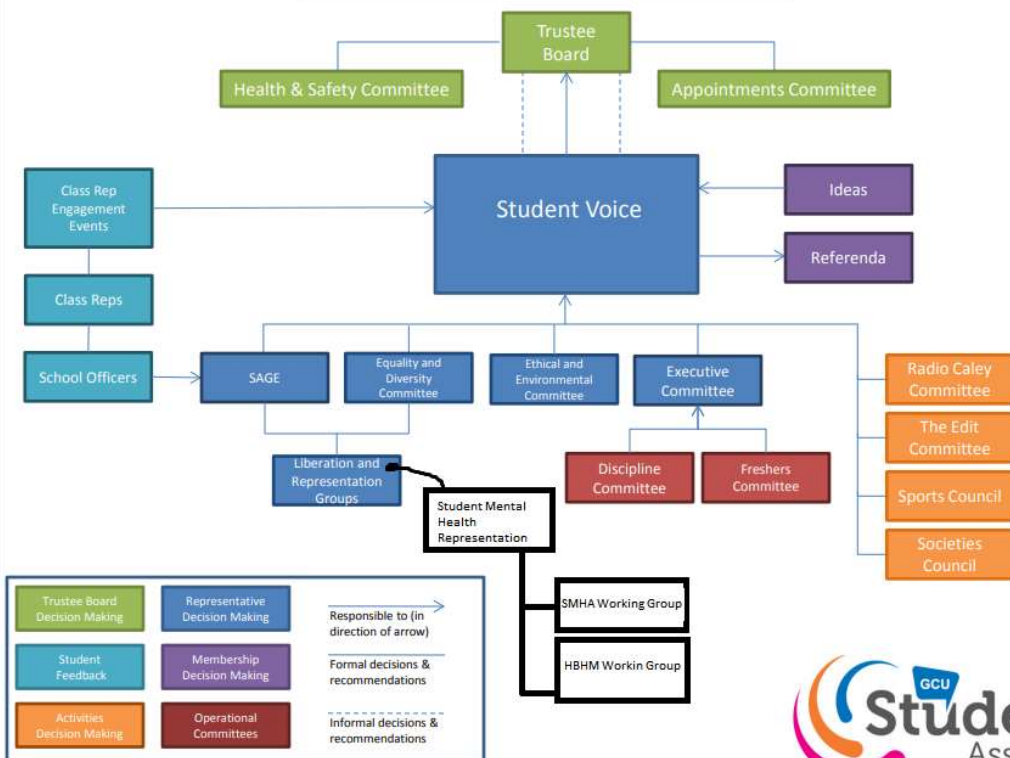 Trustee
Board
Health & Safety Committee
Appointments Committee
Class Rep
Engagement
Events
Student Voice
Ideas
Referenda
Class Reps
School Officers
SAGE
Equality and
Diversity
Committee
Ethical and
Environmental
Committee
Executive
Committee
Radio Caley
Committee
The Edit
Committee
Sports Council
Societies
Council
Liberation and
Representation
Groups
Discipline
Committee
Freshers
Committee
Student Mental
Health
Representation
SMHA Working Group
HBHM Workin Group
Trustee Board
Decision Making
Representative
Decision Making
Responsible to (in
direction of arrow)
Student
Feedback
Membership
Decision Making
Formal decisions &
recommendations
Activities
Decision Making
Operational
Committees
Informal decisions &
recommendations
GCU
Stude
Ass